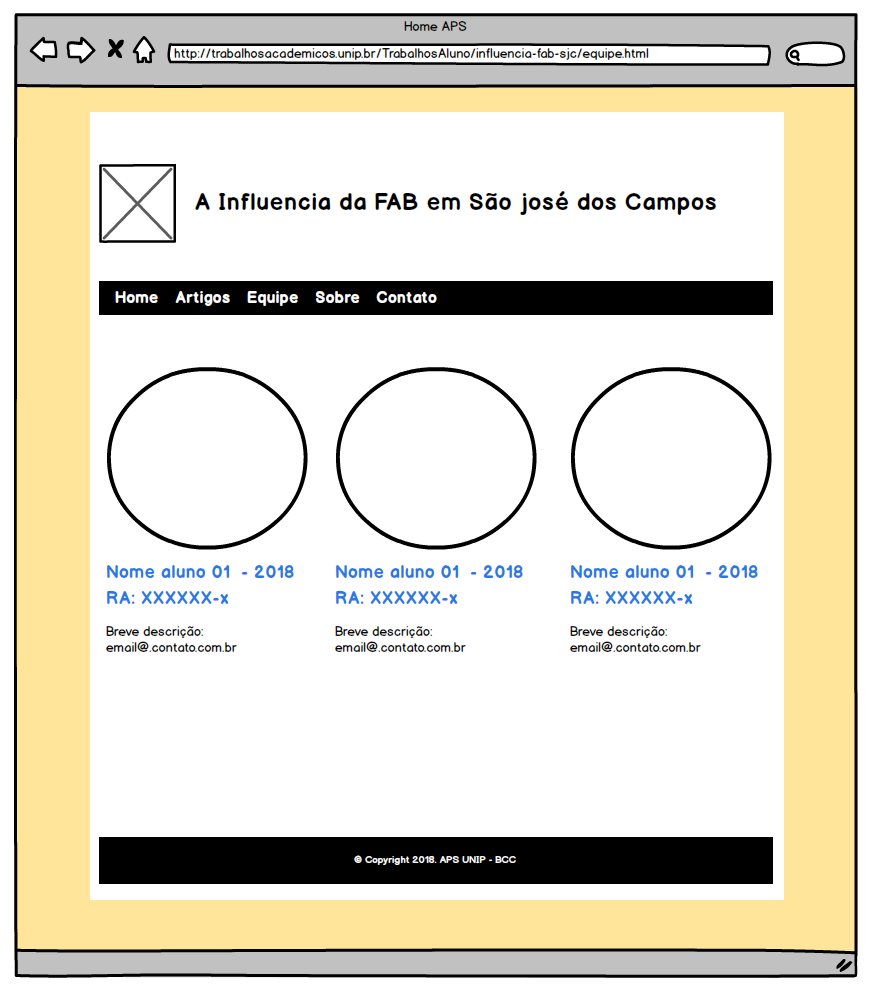 Home APS
http://trabalhosacademicos.unip.br/TrabalhosAluno/influencia-fab-sjc/equipe.html
A Influencia da FAB em São josé dos Campos
Home Artigos Equipe Sobre Contato
Nome aluno 01 - 2018 Nome aluno 01 - 2018 Nome aluno 01 - 2018
RA: XXXXXX-x RA: XXXXXX-x RA: XXXXXX-x
Breve descrição: Breve descrição: Breve descrição:
email@.contato.com.br email@.contato.com.br email@.contato.com.br
© Copyright 2018. APS UNIP - BCC